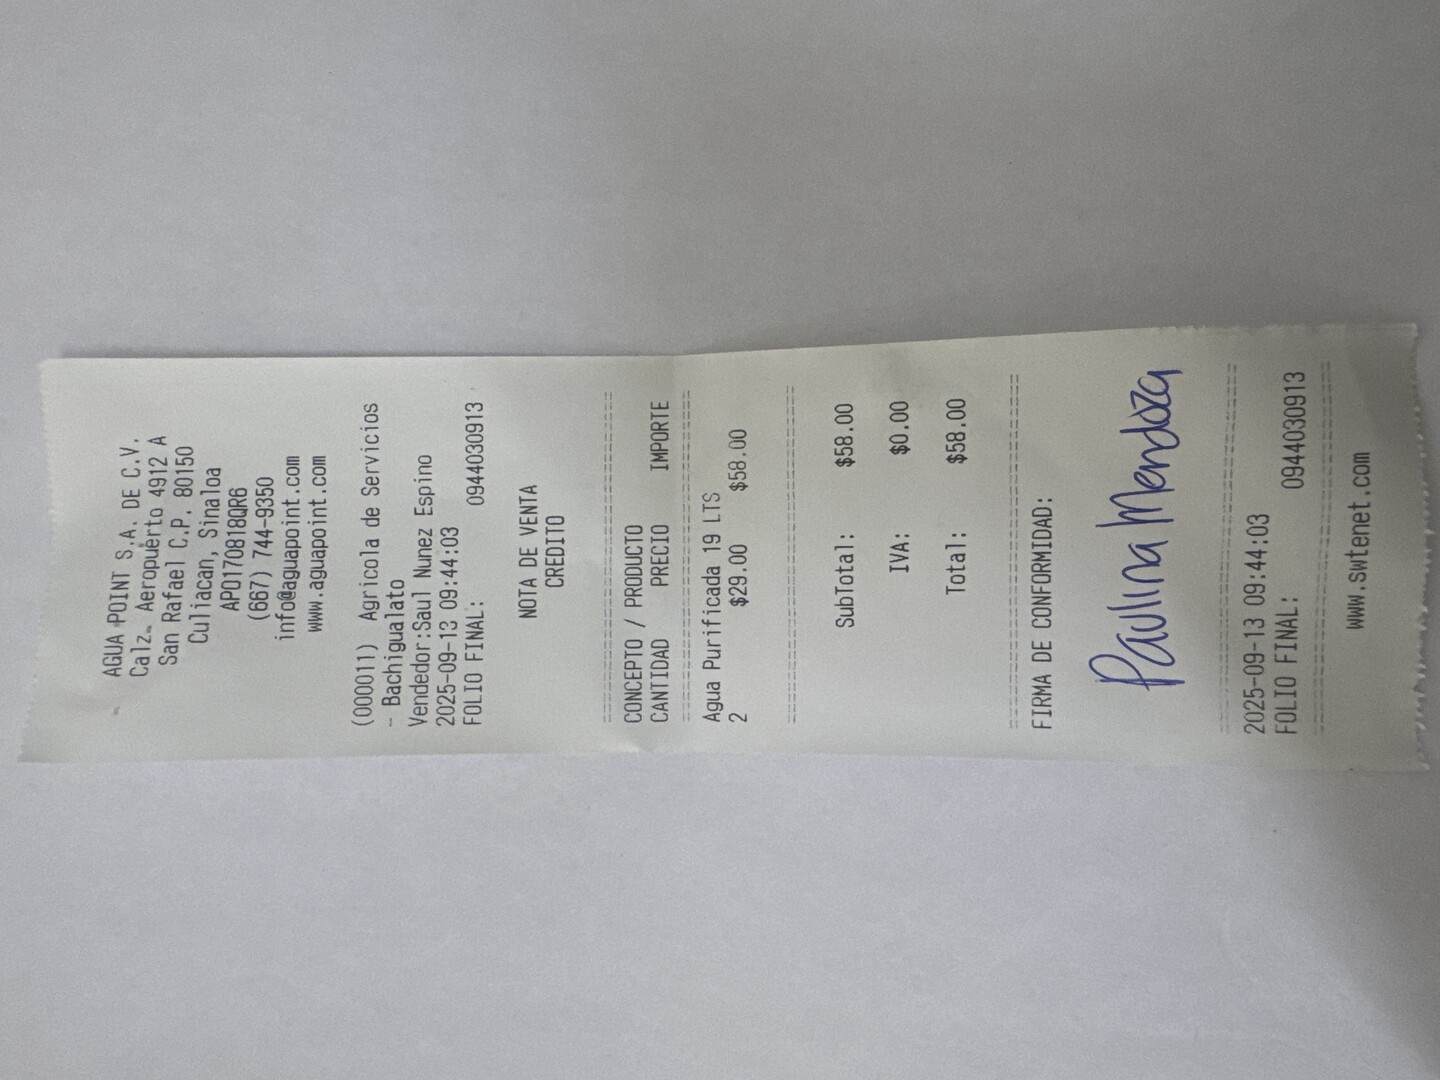 AGUA POINT S.A. DE C.V.
Calz. Aeropuerto 4912 A
San Rafael C.P. 80150
Culiacan, Sinaloa
APO170818QR6
(667) 744-9350
info@aguapoint.com
www.aguapoint.com
(000011) Agricola de Servicios
- Bachigualato
Vendedor:Saul Nunez Espino
2025-09-13 09:44:03
FOLIO FINAL: 0944030913
NOTA DE VENTA
CREDITO
CONCEPTO / PRODUCTO
CANTIDAD PRECIO IMPORTE
Agua Purificada 19 LTS
2 $29.00 $58.00
SubTotal: $58.00
IVA: $0.00
Total: $58.00
FIRMA DE CONFORMIDAD:
Paulina Mendoza
2025-09-13 09:44:03
FOLIO FINAL: 0944030913
www.swtenet.com